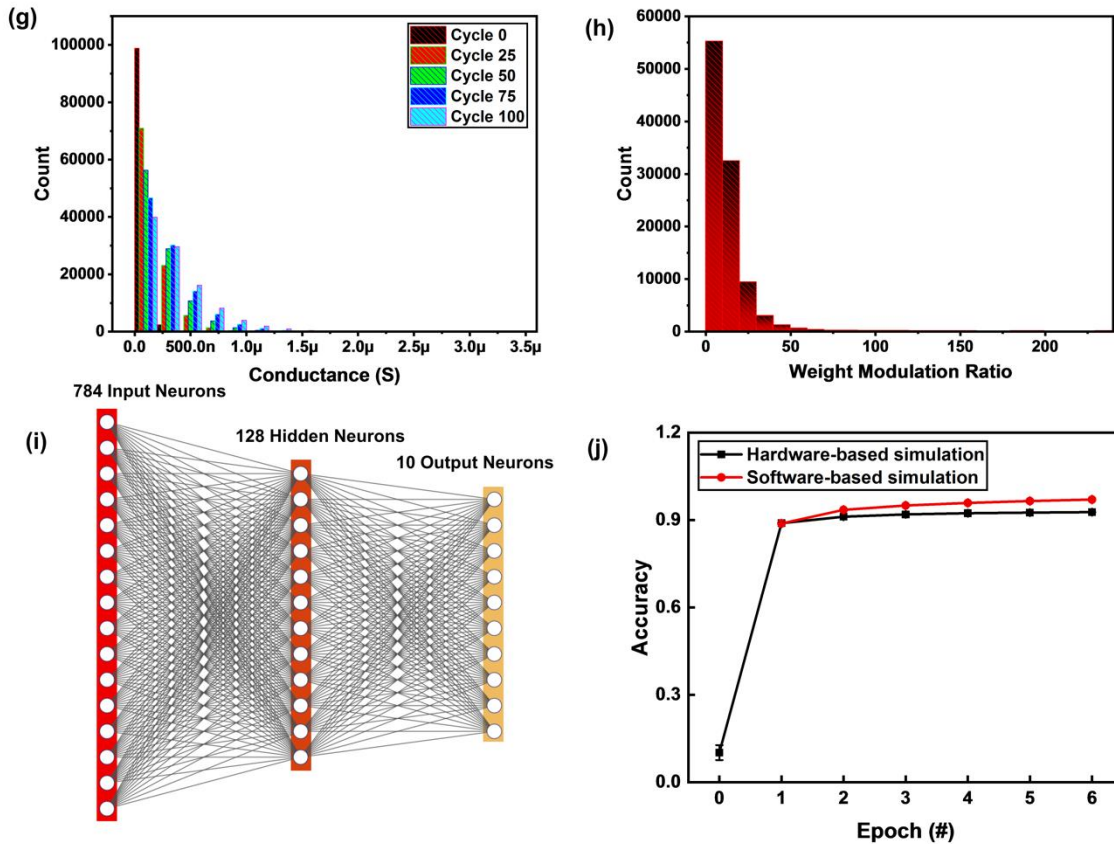 (g)
100000
80000
60000
40000
20000
0
Count
Cycle 0
Cycle 25
Cycle 50
Cycle 75
Cycle 100
0.0 500.0n 1.0μ 1.5μ 2.0μ 2.5μ 3.0μ 3.5μ
Conductance (S)
(h)
60000
50000
40000
30000
20000
10000
0
Count
0 50 100 150 200
Weight Modulation Ratio
(i)
784 Input Neurons
128 Hidden Neurons
10 Output Neurons
(j)
1.2
0.9
0.6
0.3
0.0
Accuracy
Hardware-based simulation
Software-based simulation
0 1 2 3 4 5 6
Epoch (#)